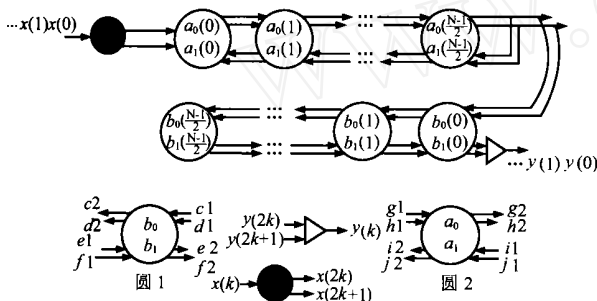 ...x(1)x(0)
a₀(0) a₀(1) ... a₀(N-1/2)
a₁(0) a₁(1) ... a₁(N-1/2)
b₀(N-1/2) ... b₀(1) b₀(0)
b₁(N-1/2) ... b₁(1) b₁(0)
...y(1) y(0)
c2 b₀ c1 y(2k) g1 a₀ g2
d2 b₁ d1 y(2k+1) y(k) h1 a₁ h2
e1 e2 x(k) x(2k) i2 i1
f1 f2 x(2k+1) j2 j1
圆 1 圆 2